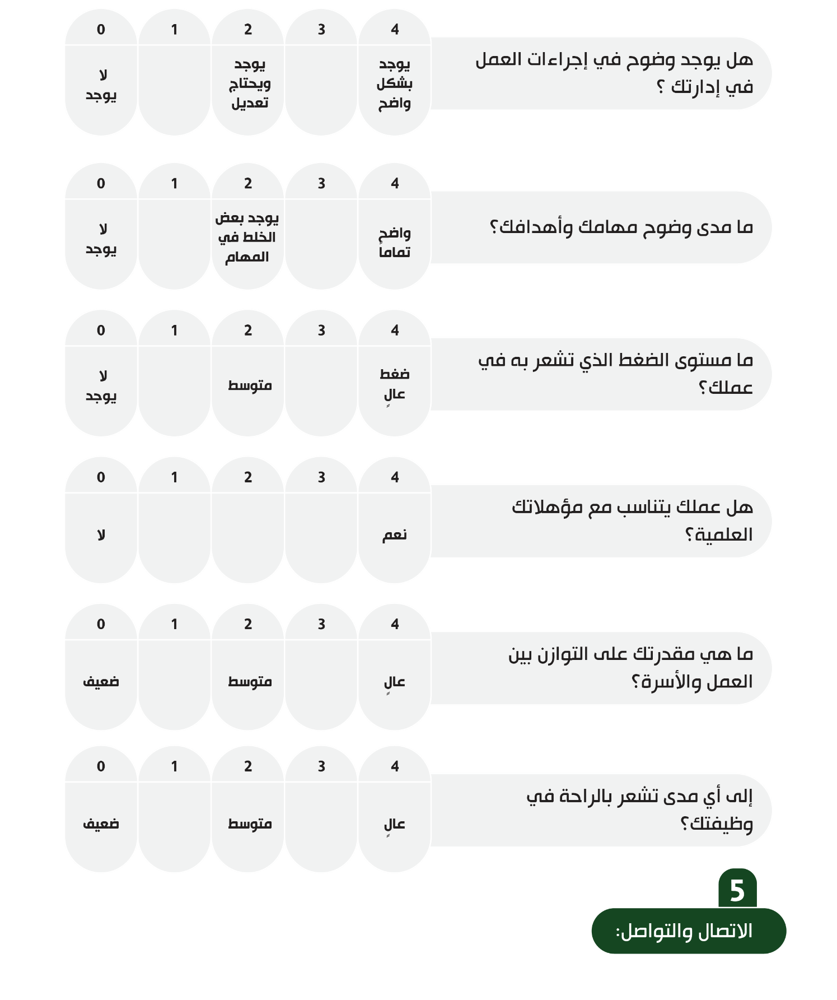 هل يوجد وضوح في إجراءات العمل
في إدارتك ؟
4 3 2 1 0
يوجد
بشكل
واضح
يوجد
ويحتاج
تعديل
لا
يوجد
ما مدى وضوح مهامك وأهدافك؟
4 3 2 1 0
واضح
تماماً
يوجد بعض
الخلط في
المهام
لا
يوجد
ما مستوى الضغط الذي تشعر به في
عملك؟
4 3 2 1 0
ضغط
عالٍ
متوسط
لا
يوجد
هل عملك يتناسب مع مؤهلاتك
العلمية؟
4 3 2 1 0
نعم
لا
ما هي مقدرتك على التوازن بين
العمل والأسرة؟
4 3 2 1 0
عالٍ
متوسط
ضعيف
إلى أي مدى تشعر بالراحة في
وظيفتك؟
4 3 2 1 0
عالٍ
متوسط
ضعيف
5
الاتصال والتواصل: